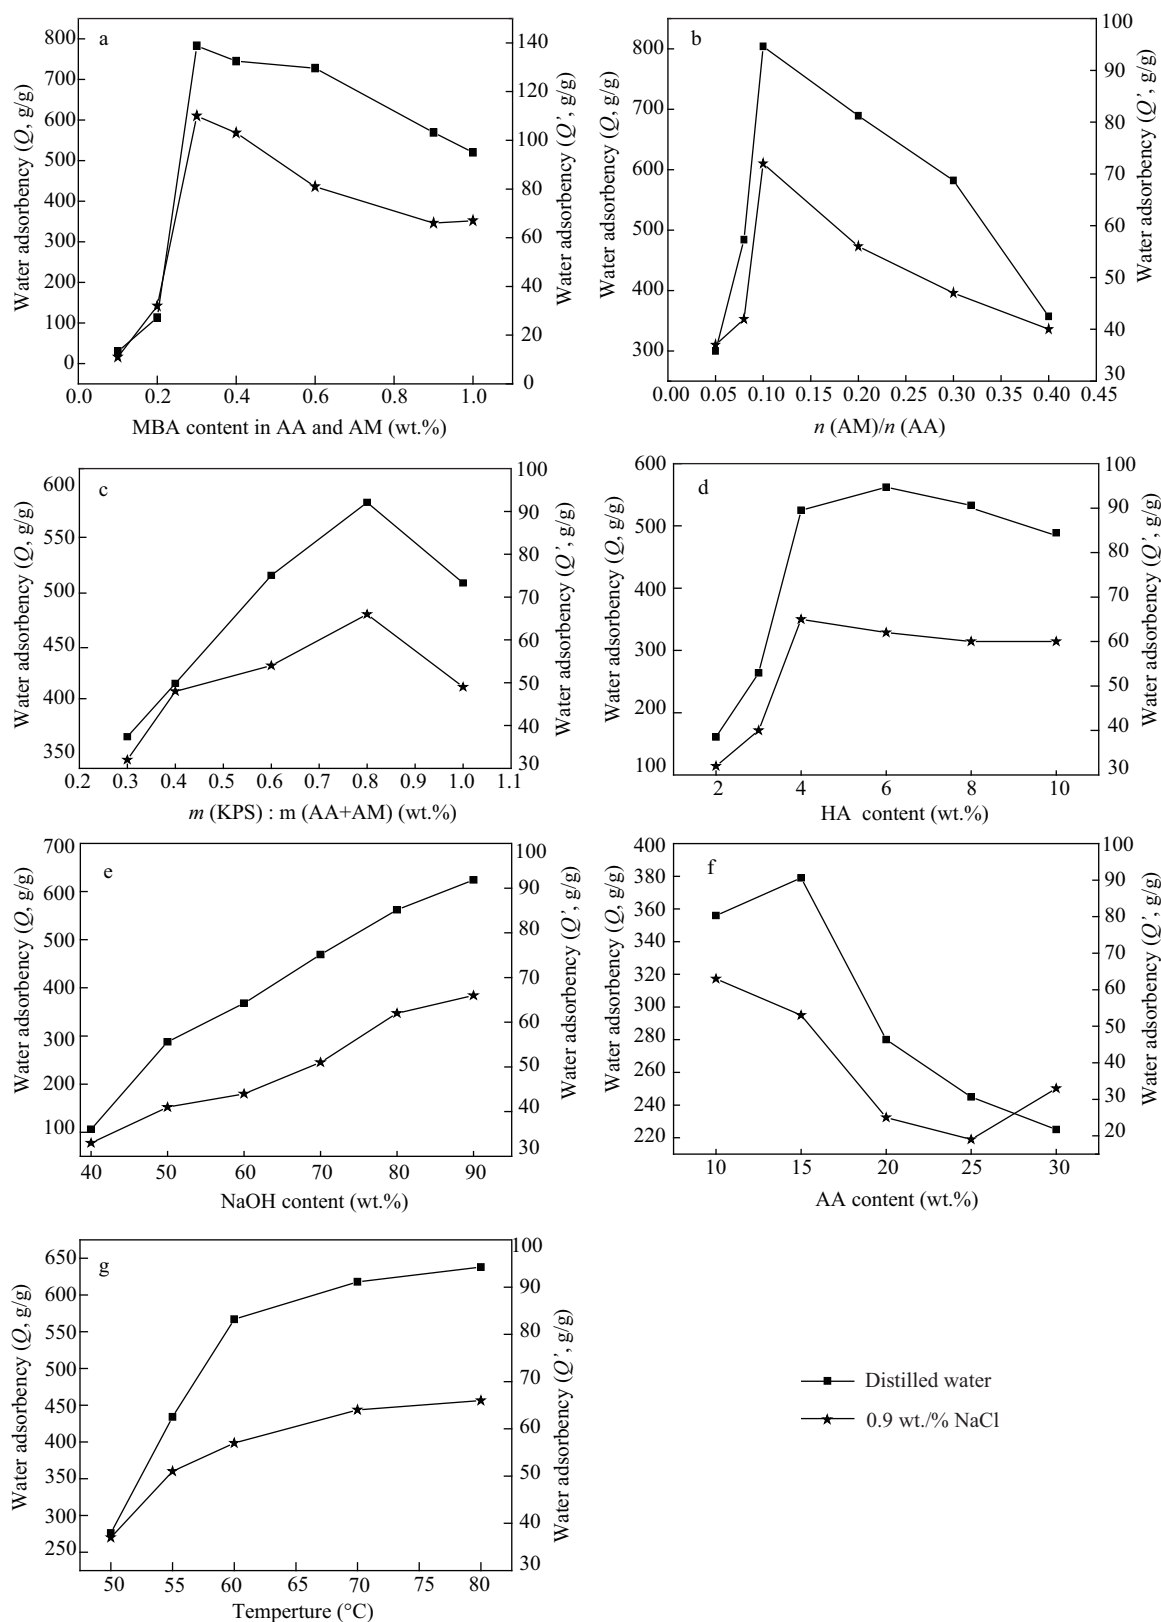 a
Water adsorbency (Q, g/g)
800
700
600
500
400
300
200
100
0
140
120
100
80
60
40
20
0
Water adsorbency (Q', g/g)
0.0 0.2 0.4 0.6 0.8 1.0
MBA content in AA and AM (wt.%)
b
Water adsorbency (Q, g/g)
800
700
600
500
400
300
100
90
80
70
60
50
40
30
Water adsorbency (Q', g/g)
0.00 0.05 0.10 0.15 0.20 0.25 0.30 0.35 0.40 0.45
n (AM)/n (AA)
c
Water adsorbency (Q, g/g)
600
550
500
450
400
350
100
90
80
70
60
50
40
30
Water adsorbency (Q', g/g)
0.2 0.3 0.4 0.5 0.6 0.7 0.8 0.9 1.0 1.1
m (KPS) : m (AA+AM) (wt.%)
d
Water adsorbency (Q, g/g)
600
500
400
300
200
100
100
90
80
70
60
50
40
30
Water adsorbency (Q', g/g)
2 4 6 8 10
HA content (wt.%)
e
Water adsorbency (Q, g/g)
700
600
500
400
300
200
100
100
90
80
70
60
50
40
30
Water adsorbency (Q', g/g)
40 50 60 70 80 90
NaOH content (wt.%)
f
Water adsorbency (Q, g/g)
400
380
360
340
320
290
280
260
240
220
100
90
80
70
60
50
40
30
20
Water adsorbency (Q', g/g)
10 15 20 25 30
AA content (wt.%)
g
Water adsorbency (Q, g/g)
650
600
550
500
450
400
350
300
250
100
90
80
70
60
50
40
30
Water adsorbency (Q', g/g)
50 55 60 65 70 75 80
Temperture (°C)
Distilled water
0.9 wt./% NaCl